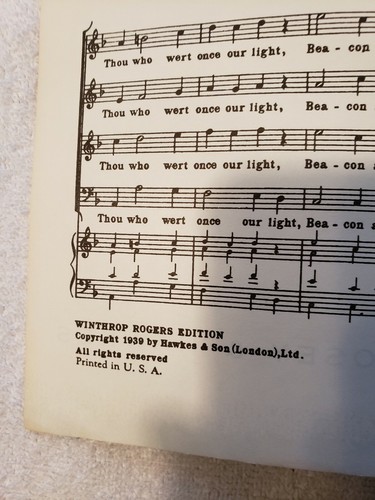 Thou who wert once our light, Bea - con
Thou who wert once our light, Bea - con
Thou who wert once our light, Bea - con
Thou who wert once our light, Bea - con
WINTHROP ROGERS EDITION
Copyright 1939 by Hawkes & Son (London), Ltd.
All rights reserved
Printed in U. S. A.